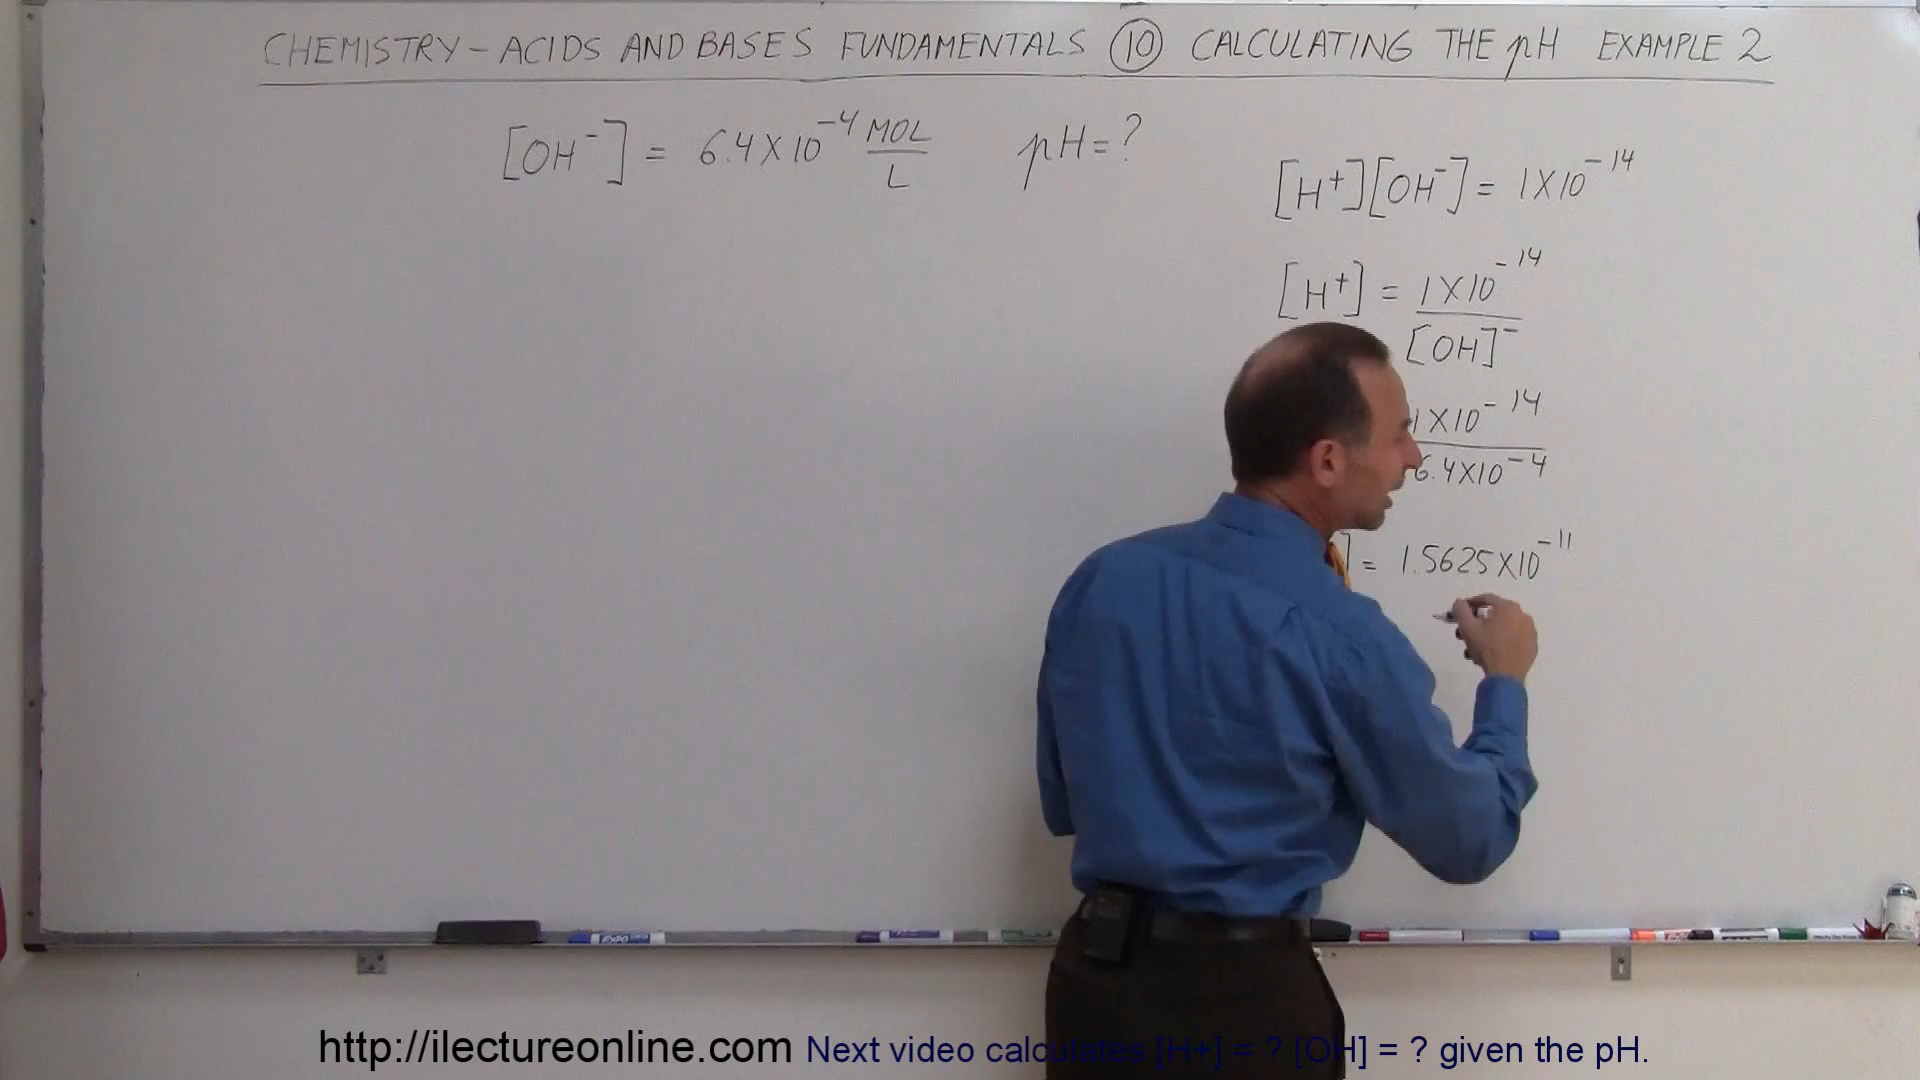 CHEMISTRY - ACIDS AND BASES FUNDAMENTALS 10 CALCULATING THE pH EXAMPLE 2
[OH⁻] = 6.4 X 10⁻⁴ MOL/L pH = ?
[H⁺][OH⁻] = 1 X 10⁻¹⁴
[H⁺] = 1 X 10⁻¹⁴
[OH]⁻
1 X 10⁻¹⁴
6.4 X 10⁻⁴
] = 1.5625 X 10⁻¹¹
EXPO
http://ilectureonline.com Next video calculates [H+] = ? [OH] = ? given the pH.